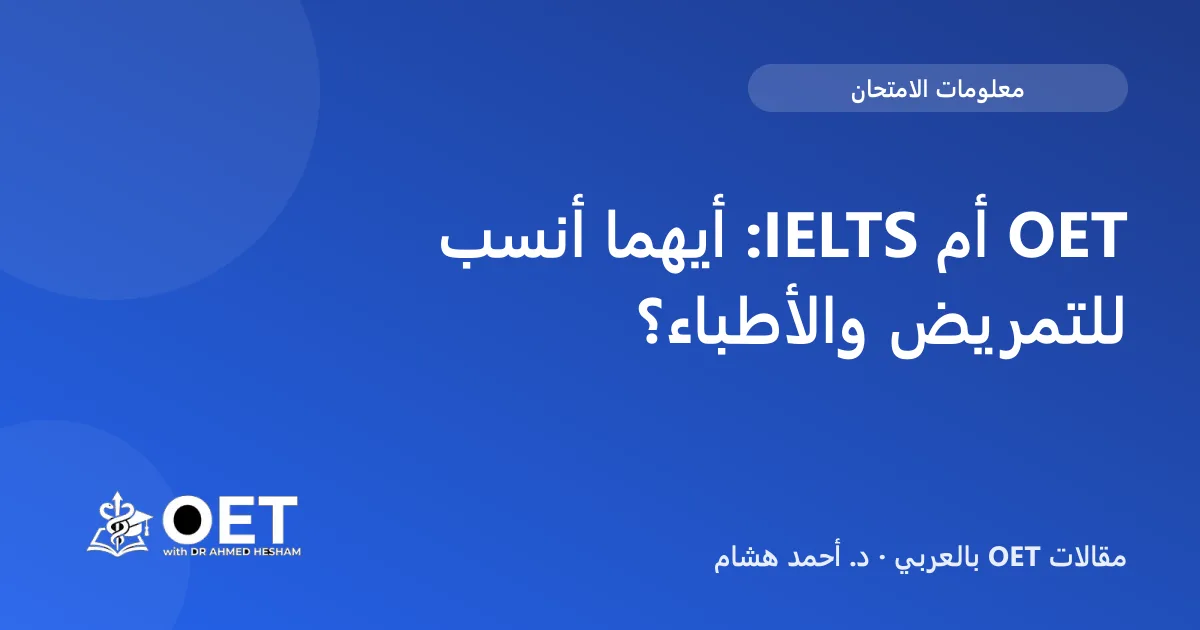 معلومات الامتحان
OET أم IELTS: أيهما أنسب
للتمريض والأطباء؟
OET
with DR AHMED HESHAM
مقالات OET بالعربي · د. أحمد هشام